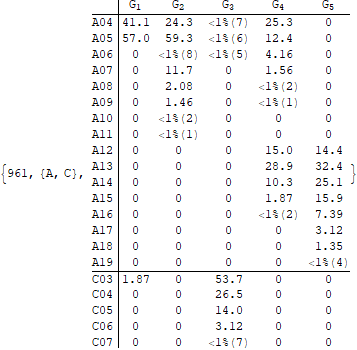 G1 G2 G3 G4 G5
A04 41.1 24.3 <1%(7) 25.3 0
A05 57.0 59.3 <1%(6) 12.4 0
A06 0 <1%(8) <1%(5) 4.16 0
A07 0 11.7 0 1.56 0
A08 0 2.08 0 <1%(2) 0
A09 0 1.46 0 <1%(1) 0
A10 0 <1%(2) 0 0 0
A11 0 <1%(1) 0 0 0
A12 0 0 0 15.0 14.4
{961, {A, C}, A13 0 0 0 28.9 32.4 }
A14 0 0 0 10.3 25.1
A15 0 0 0 1.87 15.9
A16 0 0 0 <1%(2) 7.39
A17 0 0 0 0 3.12
A18 0 0 0 0 1.35
A19 0 0 0 0 <1%(4)
C03 1.87 0 53.7 0 0
C04 0 0 26.5 0 0
C05 0 0 14.0 0 0
C06 0 0 3.12 0 0
C07 0 0 <1%(7) 0 0